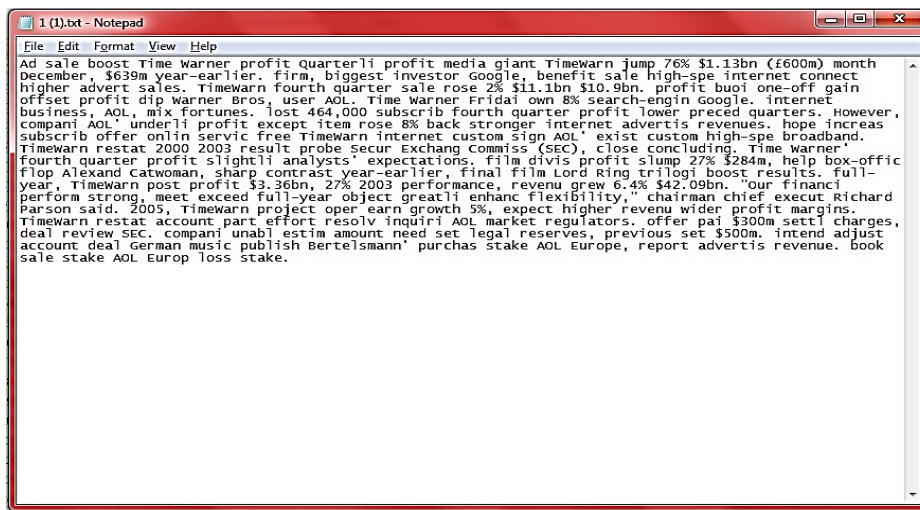 1 (1).txt - Notepad
File Edit Format View Help
Ad sale boost Time Warner profit Quarterli profit media giant TimeWarn jump 76% $1.13bn (£600m) month
December, $639m year-earlier. firm, biggest investor Google, benefit sale high-spe internet connect
higher advert sales. TimeWarn fourth quarter sale rose 2% $11.1bn $10.9bn. profit buoi one-off gain
offset profit dip Warner Bros, user AOL. Time Warner Fridai own 8% search-engin Google. internet
business, AOL, mix fortunes. lost 464,000 subscrib fourth quarter profit lower preced quarters. However,
compani AOL' underli profit except item rose 8% back stronger internet advertis revenues. hope increas
subscrib offer onlin servic free TimeWarn internet custom sign AOL' exist custom high-spe broadband.
TimeWarn restat 2000 2003 result probe Secur Exchang Commiss (SEC), close concluding. Time Warner'
fourth quarter profit slightli analysts' expectations. film divis profit slump 27% $284m, help box-offic
flop Alexand Catwoman, sharp contrast year-earlier, final film Lord Ring trilogi boost results. full-
year, TimeWarn post profit $3.36bn, 27% 2003 performance, revenu grew 6.4% $42.09bn. "Our financi
perform strong, meet exceed full-year object greatli enhanc flexibility," chairman chief execut Richard
Parson said. 2005, TimeWarn project oper earn growth 5%, expect higher revenu wider profit margins.
TimeWarn restat account part effort resolv inquiri AOL market regulators. offer pai $300m settl charges,
deal review SEC. compani unabl estim amount need set legal reserves, previous set $500m. intend adjust
account deal German music publish Bertelsmann' purchas stake AOL Europe, report advertis revenue. book
sale stake AOL Europ loss stake.